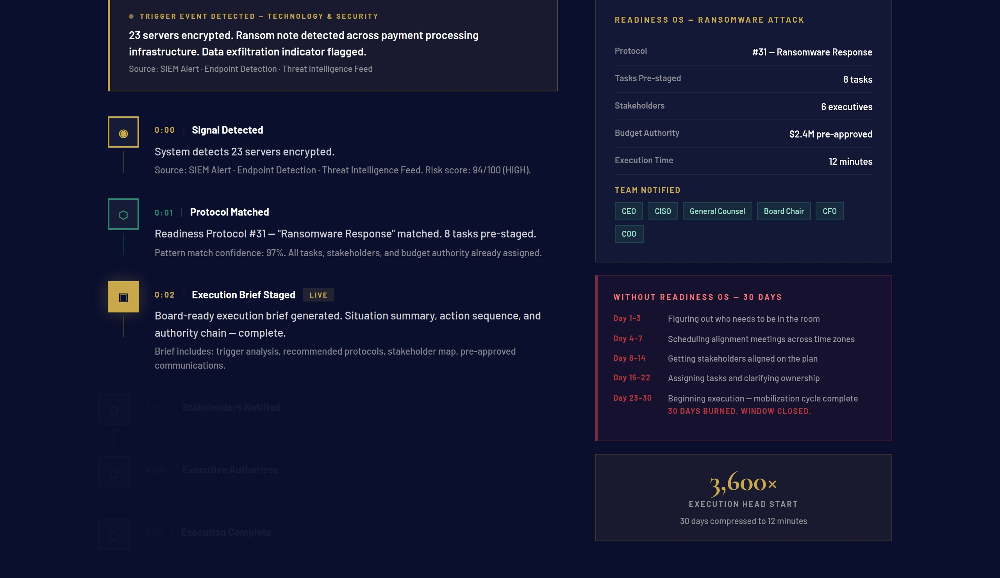 TRIGGER EVENT DETECTED — TECHNOLOGY & SECURITY
23 servers encrypted. Ransom note detected across payment processing
infrastructure. Data exfiltration indicator flagged.
Source: SIEM Alert · Endpoint Detection · Threat Intelligence Feed
0:00 | Signal Detected
System detects 23 servers encrypted.
Source: SIEM Alert · Endpoint Detection · Threat Intelligence Feed. Risk score: 94/100 (HIGH).
0:01 | Protocol Matched
Readiness Protocol #31 — "Ransomware Response" matched. 8 tasks pre-staged.
Pattern match confidence: 97%. All tasks, stakeholders, and budget authority already assigned.
0:02 | Execution Brief Staged LIVE
Board-ready execution brief generated. Situation summary, action sequence, and
authority chain — complete.
Brief includes: trigger analysis, recommended protocols, stakeholder map, pre-approved
communications.
0:03 | Stakeholders Notified
0:05 | Executive Authorizes
0:12 | Execution Complete
READINESS OS — RANSOMWARE ATTACK
Protocol #31 — Ransomware Response
Tasks Pre-staged 8 tasks
Stakeholders 6 executives
Budget Authority $2.4M pre-approved
Execution Time 12 minutes
TEAM NOTIFIED
CEO CISO General Counsel Board Chair CFO
COO
WITHOUT READINESS OS — 30 DAYS
Day 1–3 Figuring out who needs to be in the room
Day 4–7 Scheduling alignment meetings across time zones
Day 8–14 Getting stakeholders aligned on the plan
Day 15–22 Assigning tasks and clarifying ownership
Day 23–30 Beginning execution — mobilization cycle complete
30 DAYS BURNED. WINDOW CLOSED.
3,600×
EXECUTION HEAD START
30 days compressed to 12 minutes